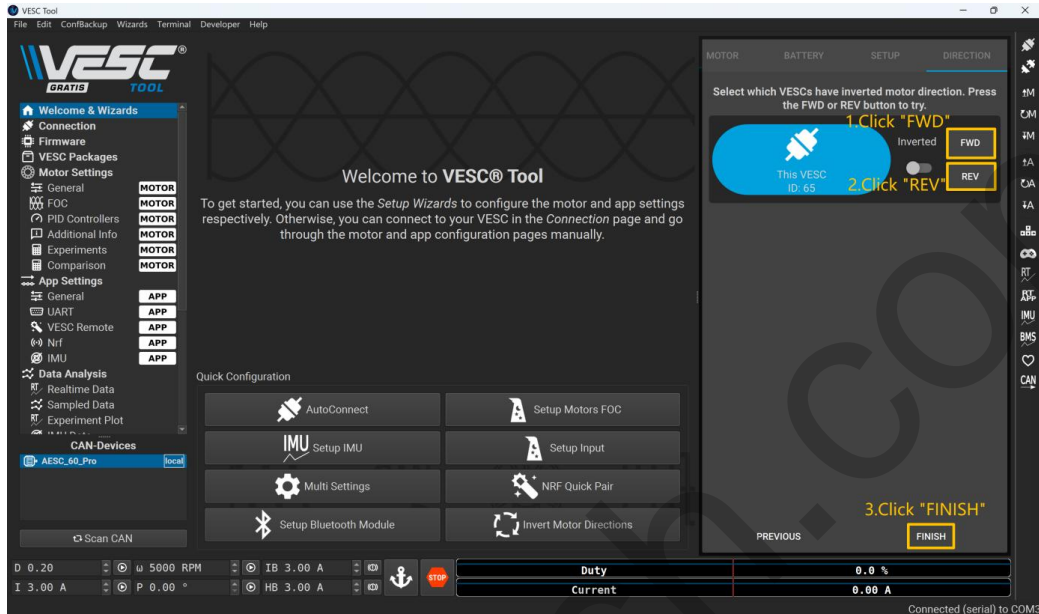 VESC Tool
File Edit ConfBackup Wizards Terminal Developer Help
VESC®
GRATIS TOOL
Welcome & Wizards
Connection
Firmware
VESC Packages
Motor Settings
General MOTOR
FOC MOTOR
PID Controllers MOTOR
Additional Info MOTOR
Experiments MOTOR
Comparison MOTOR
App Settings
General APP
UART APP
VESC Remote APP
Nrf APP
IMU APP
Data Analysis
Realtime Data
Sampled Data
Experiment Plot
CAN-Devices
AESC_60_Pro local
Scan CAN
Welcome to VESC® Tool
To get started, you can use the Setup Wizards to configure the motor and app settings
respectively. Otherwise, you can connect to your VESC in the Connection page and go
through the motor and app configuration pages manually.
Quick Configuration
AutoConnect Setup Motors FOC
IMU Setup IMU Setup Input
Multi Settings NRF Quick Pair
Setup Bluetooth Module Invert Motor Directions
MOTOR BATTERY SETUP DIRECTION
Select which VESCs have inverted motor direction. Press
the FWD or REV button to try.
1.Click "FWD"
Inverted FWD
This VESC
ID: 65
2.Click "REV" REV
3.Click "FINISH"
PREVIOUS FINISH
M
M
M
A
A
A
RT
RT
APP
IMU
BMS
CAN
D 0.20 ω 5000 RPM IB 3.00 A STOP Duty 0.0 %
I 3.00 A P 0.00 ° HB 3.00 A Current 0.00 A
Connected (serial) to COM3